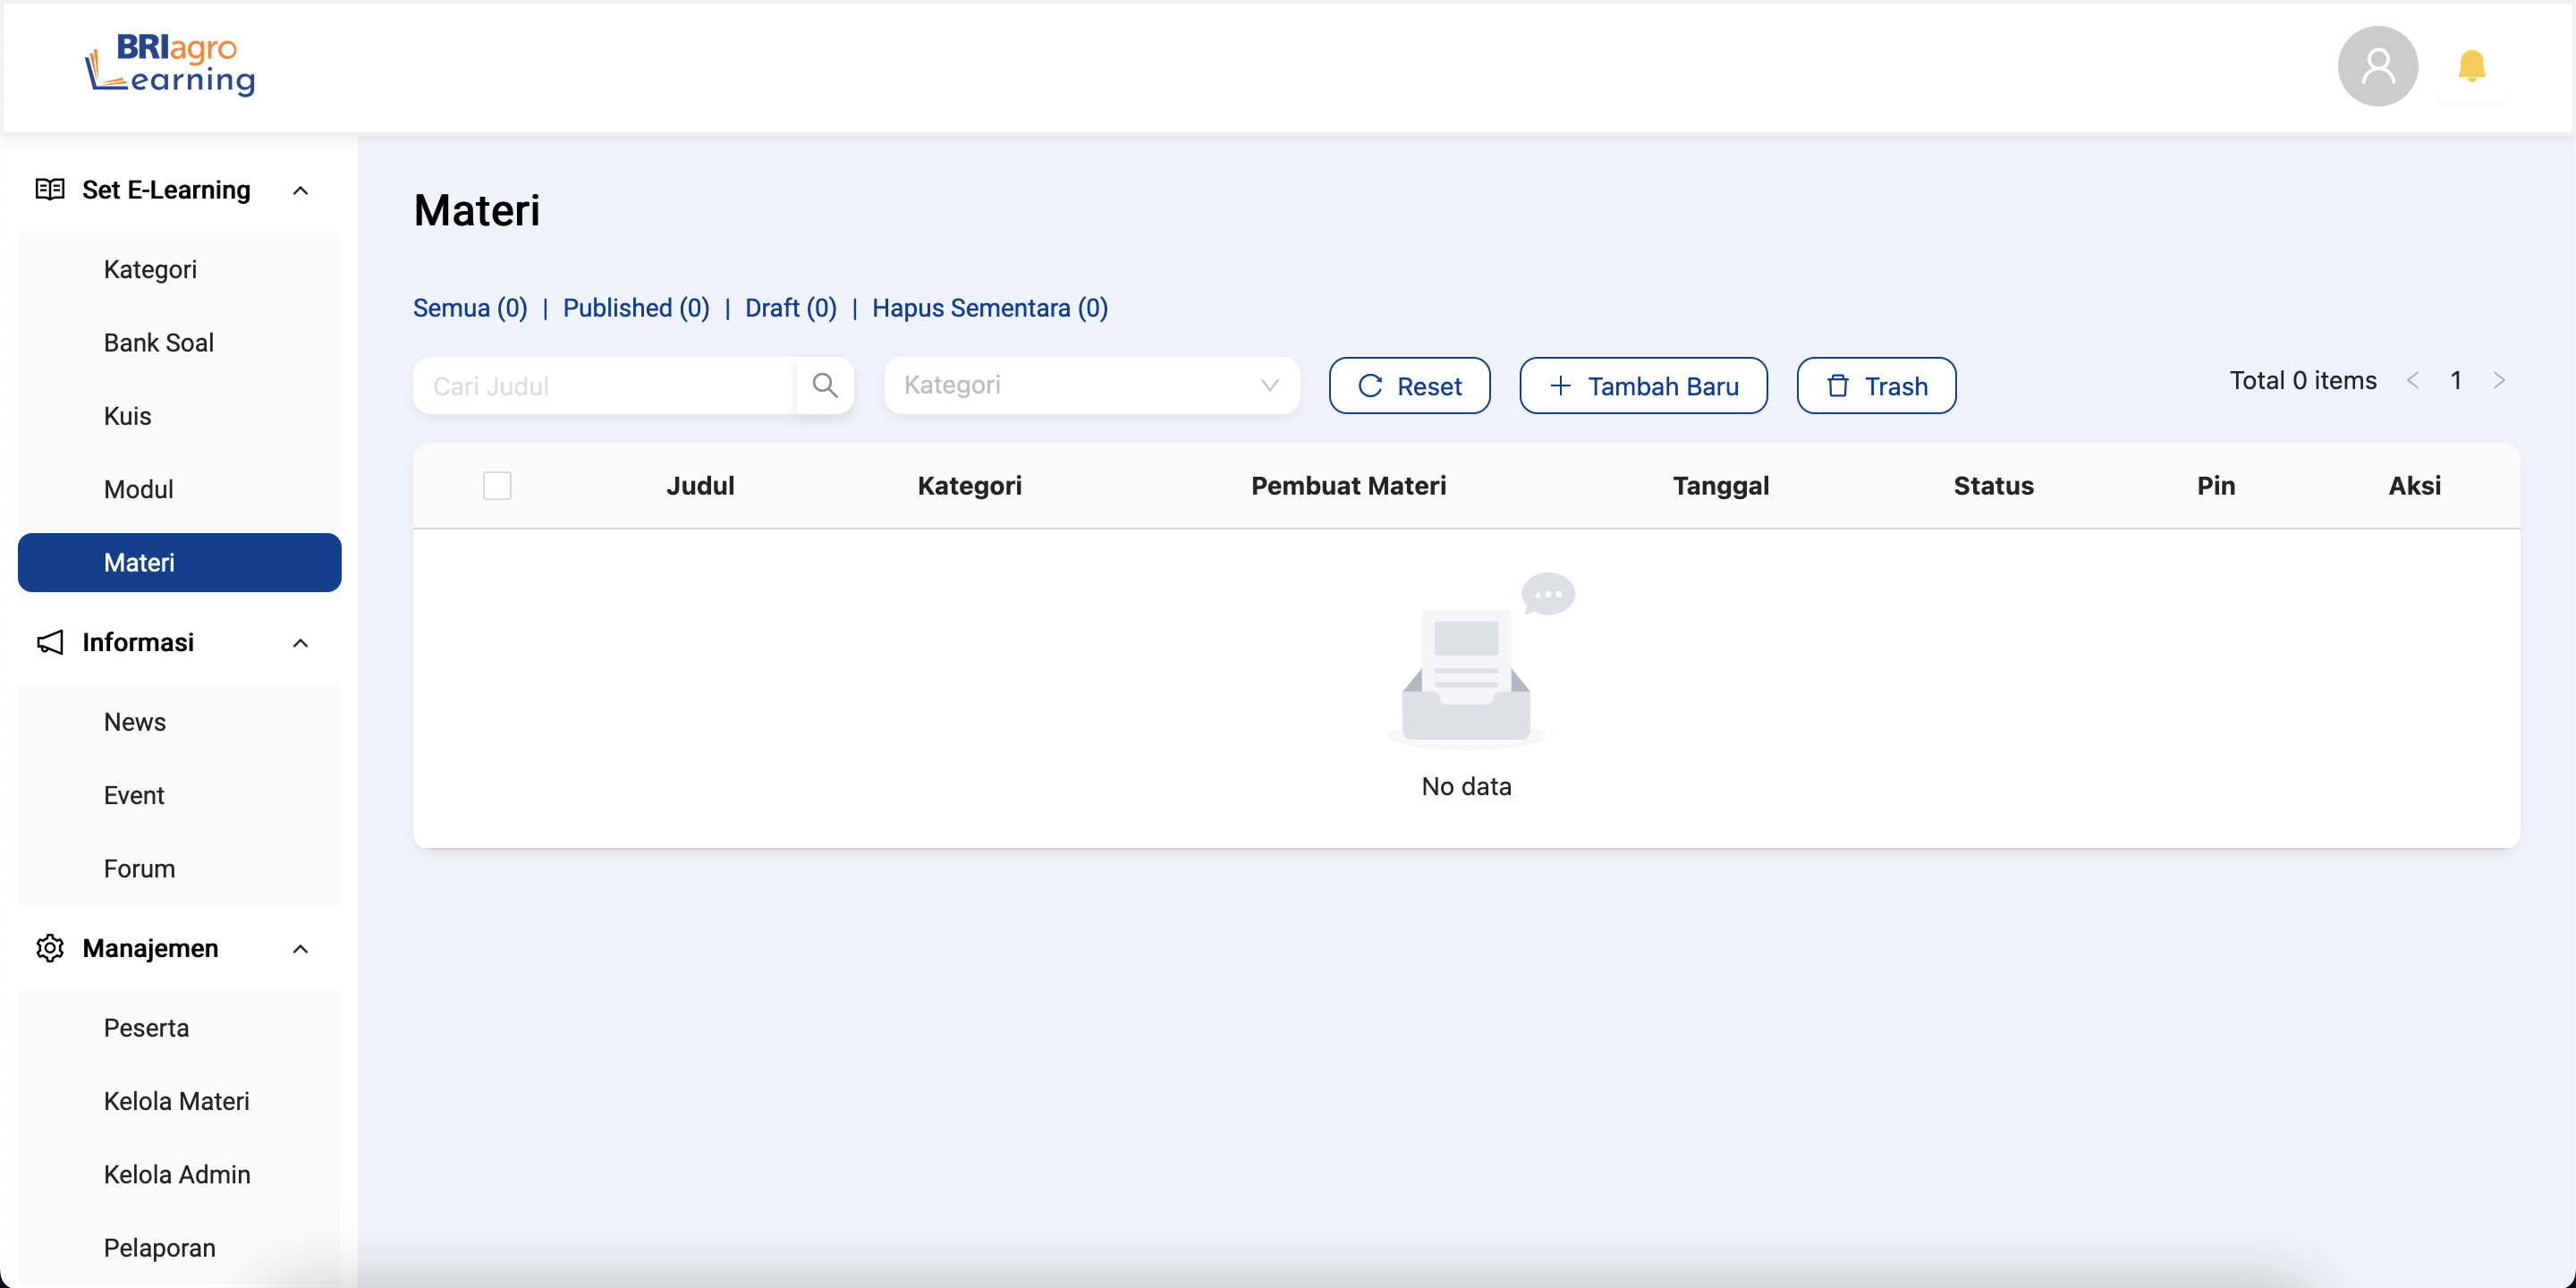 BRIagro
Learning
Set E-Learning
Kategori
Bank Soal
Kuis
Modul
Materi
Informasi
News
Event
Forum
Manajemen
Peserta
Kelola Materi
Kelola Admin
Pelaporan
Materi
Semua (0) | Published (0) | Draft (0) | Hapus Sementara (0)
Cari Judul Kategori Reset Tambah Baru Trash Total 0 items < 1 >
Judul Kategori Pembuat Materi Tanggal Status Pin Aksi
No data